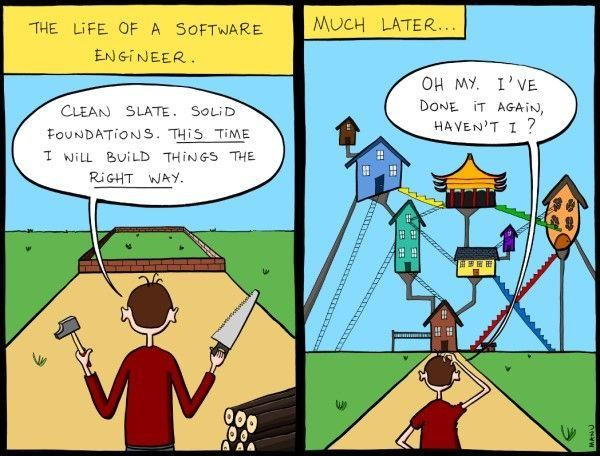 THE LIFE OF A SOFTWARE
ENGINEER.
CLEAN SLATE. SOLID
FOUNDATIONS. THIS TIME
I WILL BUILD THINGS THE
RIGHT WAY.
MUCH LATER...
OH MY. I'VE
DONE IT AGAIN,
HAVEN'T I ?
MANU